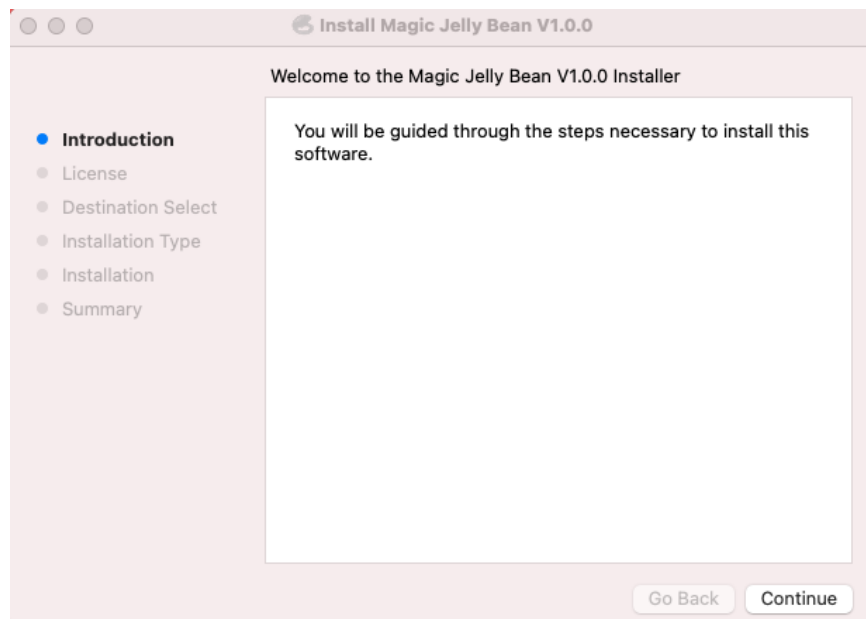 Install Magic Jelly Bean V1.0.0
Welcome to the Magic Jelly Bean V1.0.0 Installer
Introduction
License
Destination Select
Installation Type
Installation
Summary
You will be guided through the steps necessary to install this
software.
Go Back
Continue